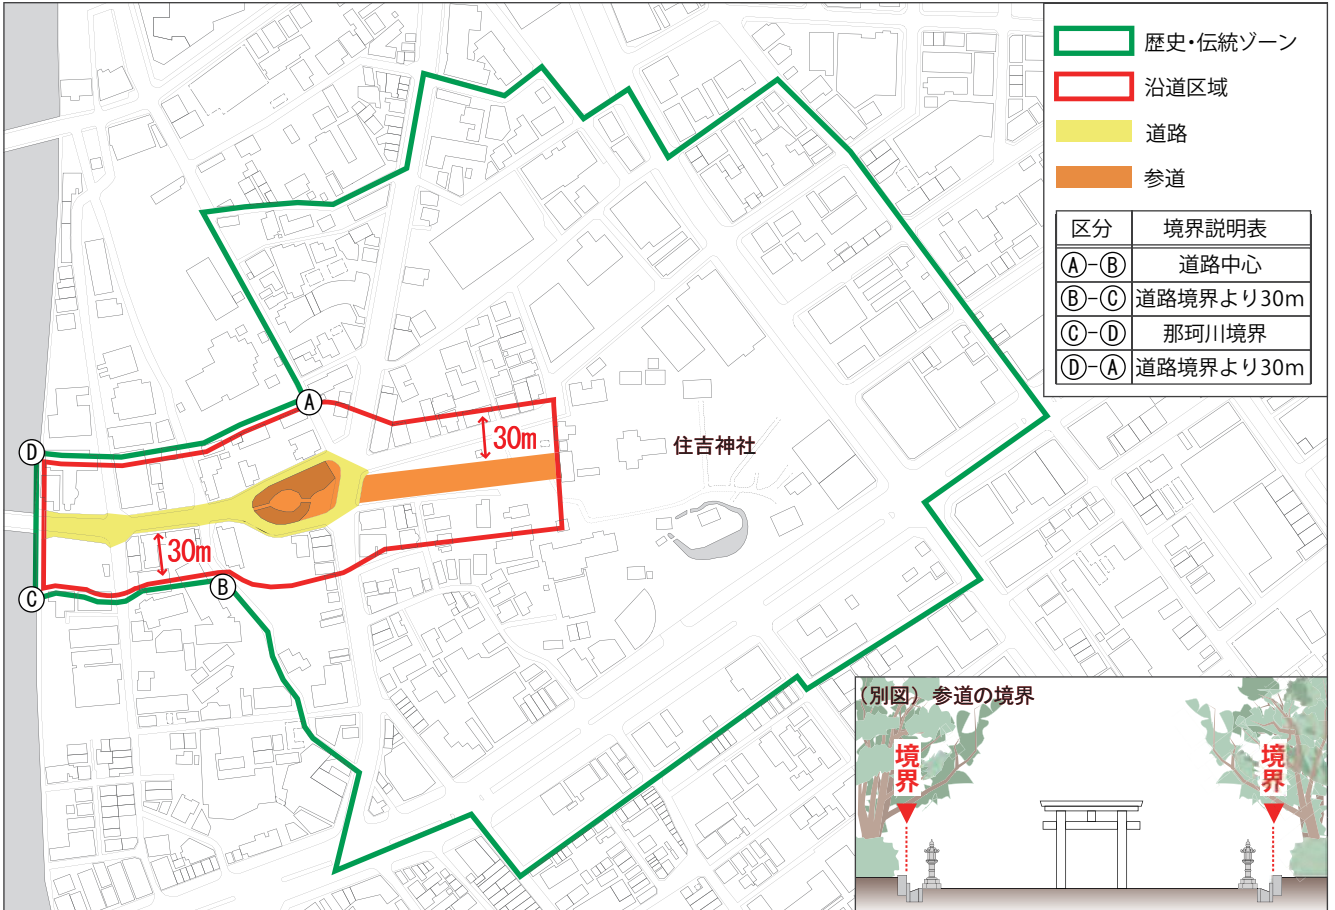 歴史・伝統ゾーン
沿道区域
道路
参道
区分 境界説明表
Ⓐ-Ⓑ 道路中心
Ⓑ-Ⓒ 道路境界より30m
Ⓒ-Ⓓ 那珂川境界
Ⓓ-Ⓐ 道路境界より30m
Ⓐ
30m
住吉神社
Ⓓ
30m
Ⓑ
Ⓒ
（別図）参道の境界
境界
境界